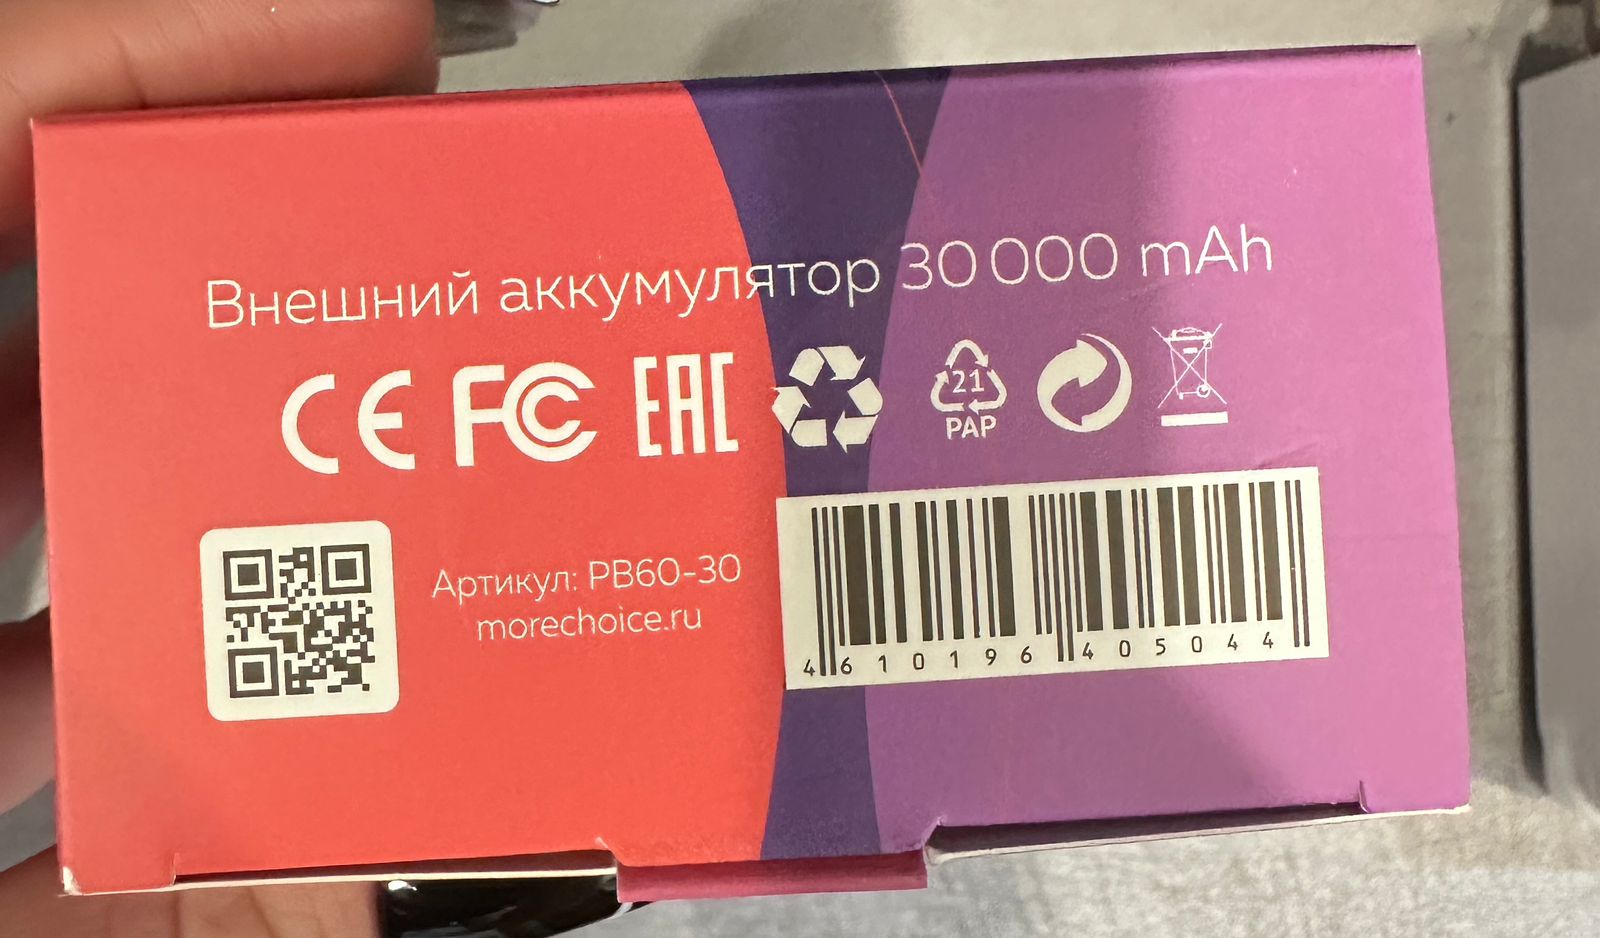 Внешний аккумулятор 30 000 mAh
CE FC EAC
21
PAP
Артикул: PB60-30
morechoice.ru
4 610196 405044